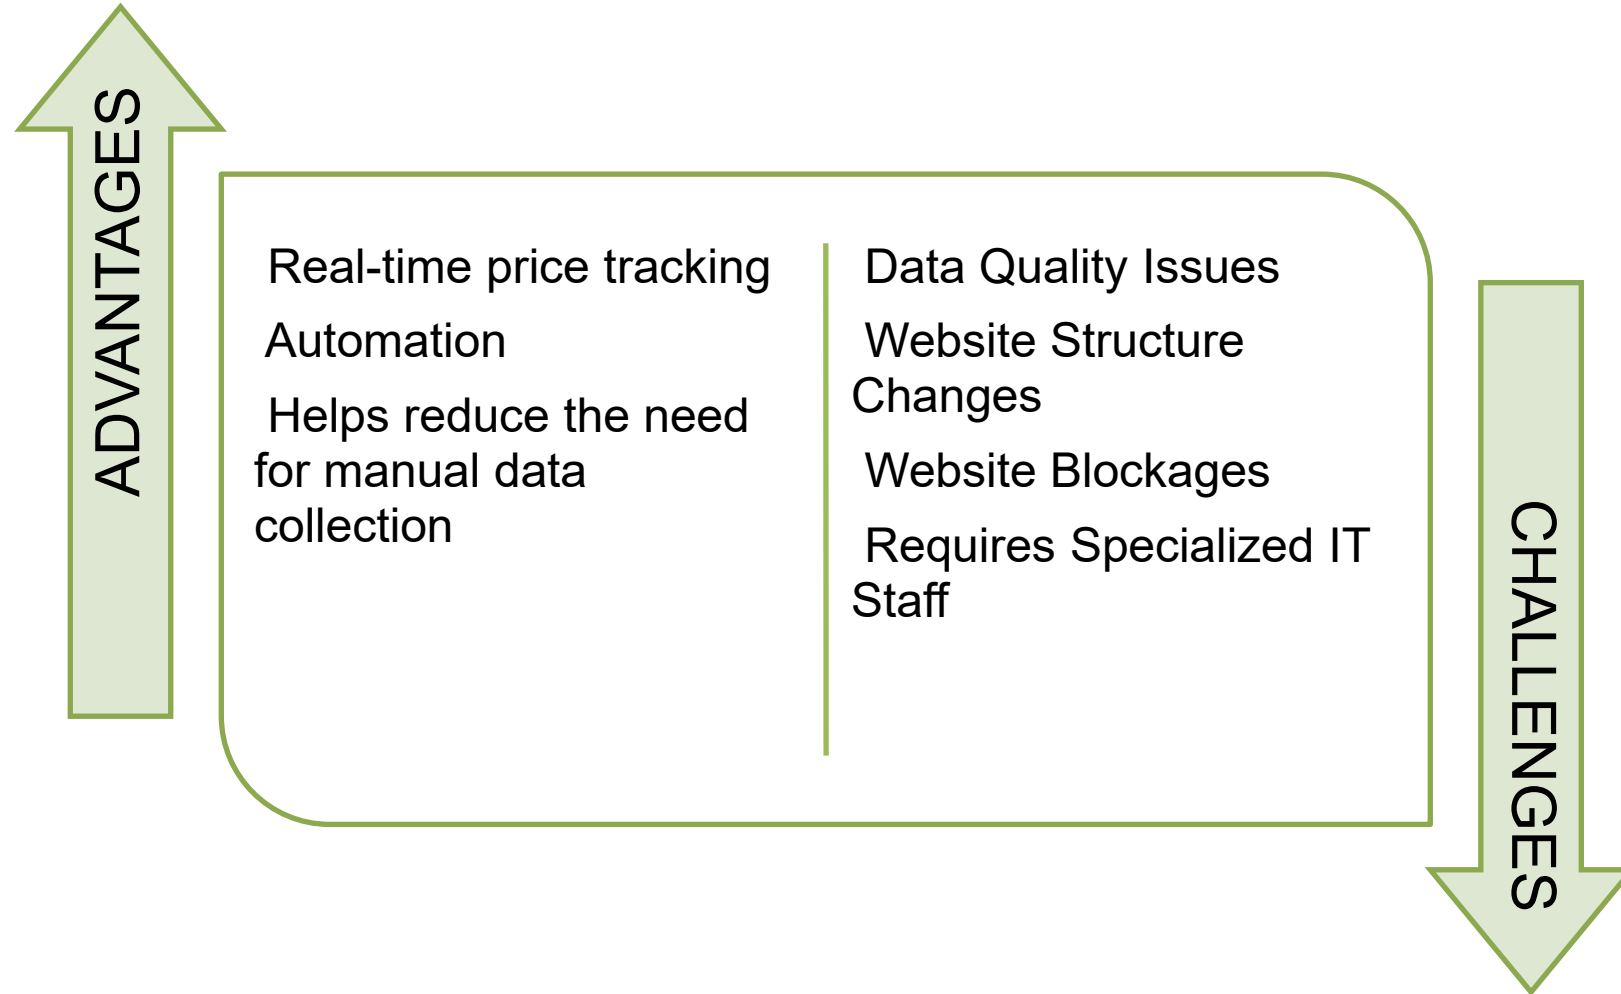 ADVANTAGES
Real-time price tracking
Automation
Helps reduce the need
for manual data
collection
Data Quality Issues
Website Structure
Changes
Website Blockages
Requires Specialized IT
Staff
CHALLENGES